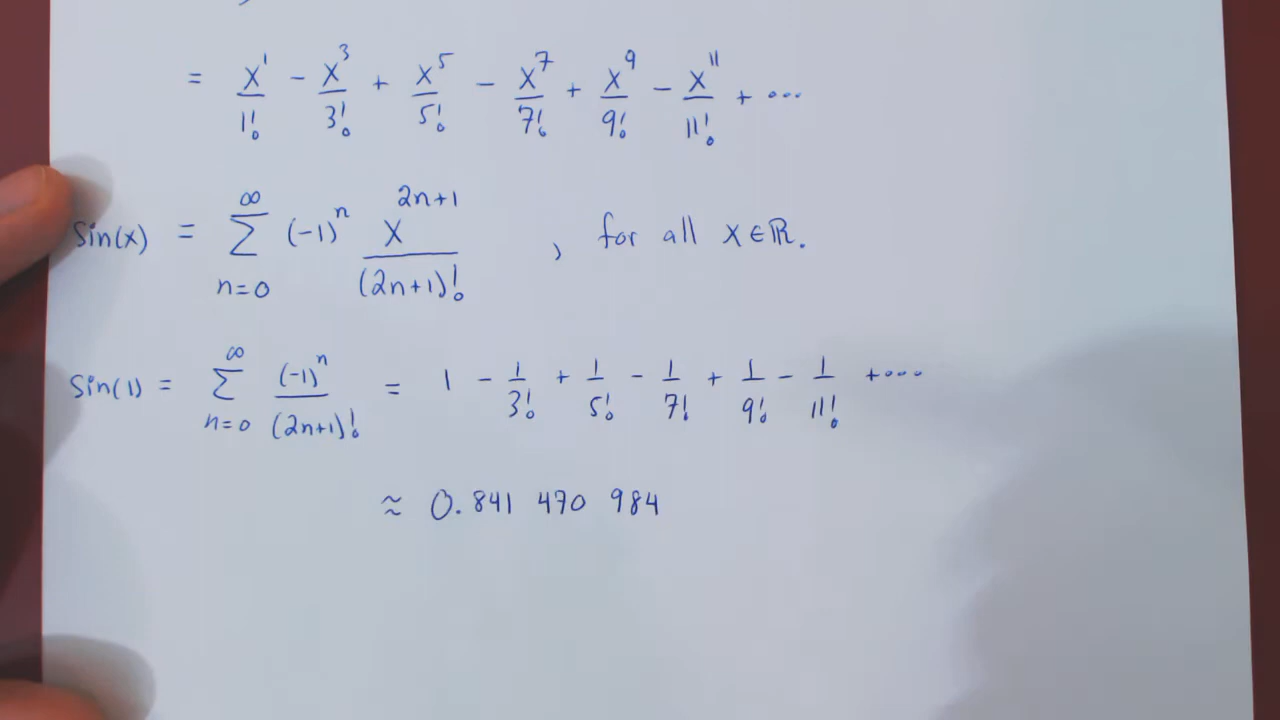 = x^1/1! - x^3/3! + x^5/5! - x^7/7! + x^9/9! - x^11/11! + ...
Sin(x) = ∑_{n=0}^{∞} (-1)^n x^{2n+1}/(2n+1)! , for all x∈ℝ.
Sin(1) = ∑_{n=0}^{∞} (-1)^n/(2n+1)! = 1 - 1/3! + 1/5! - 1/7! + 1/9! - 1/11! + ...
≈ 0.841 470 984